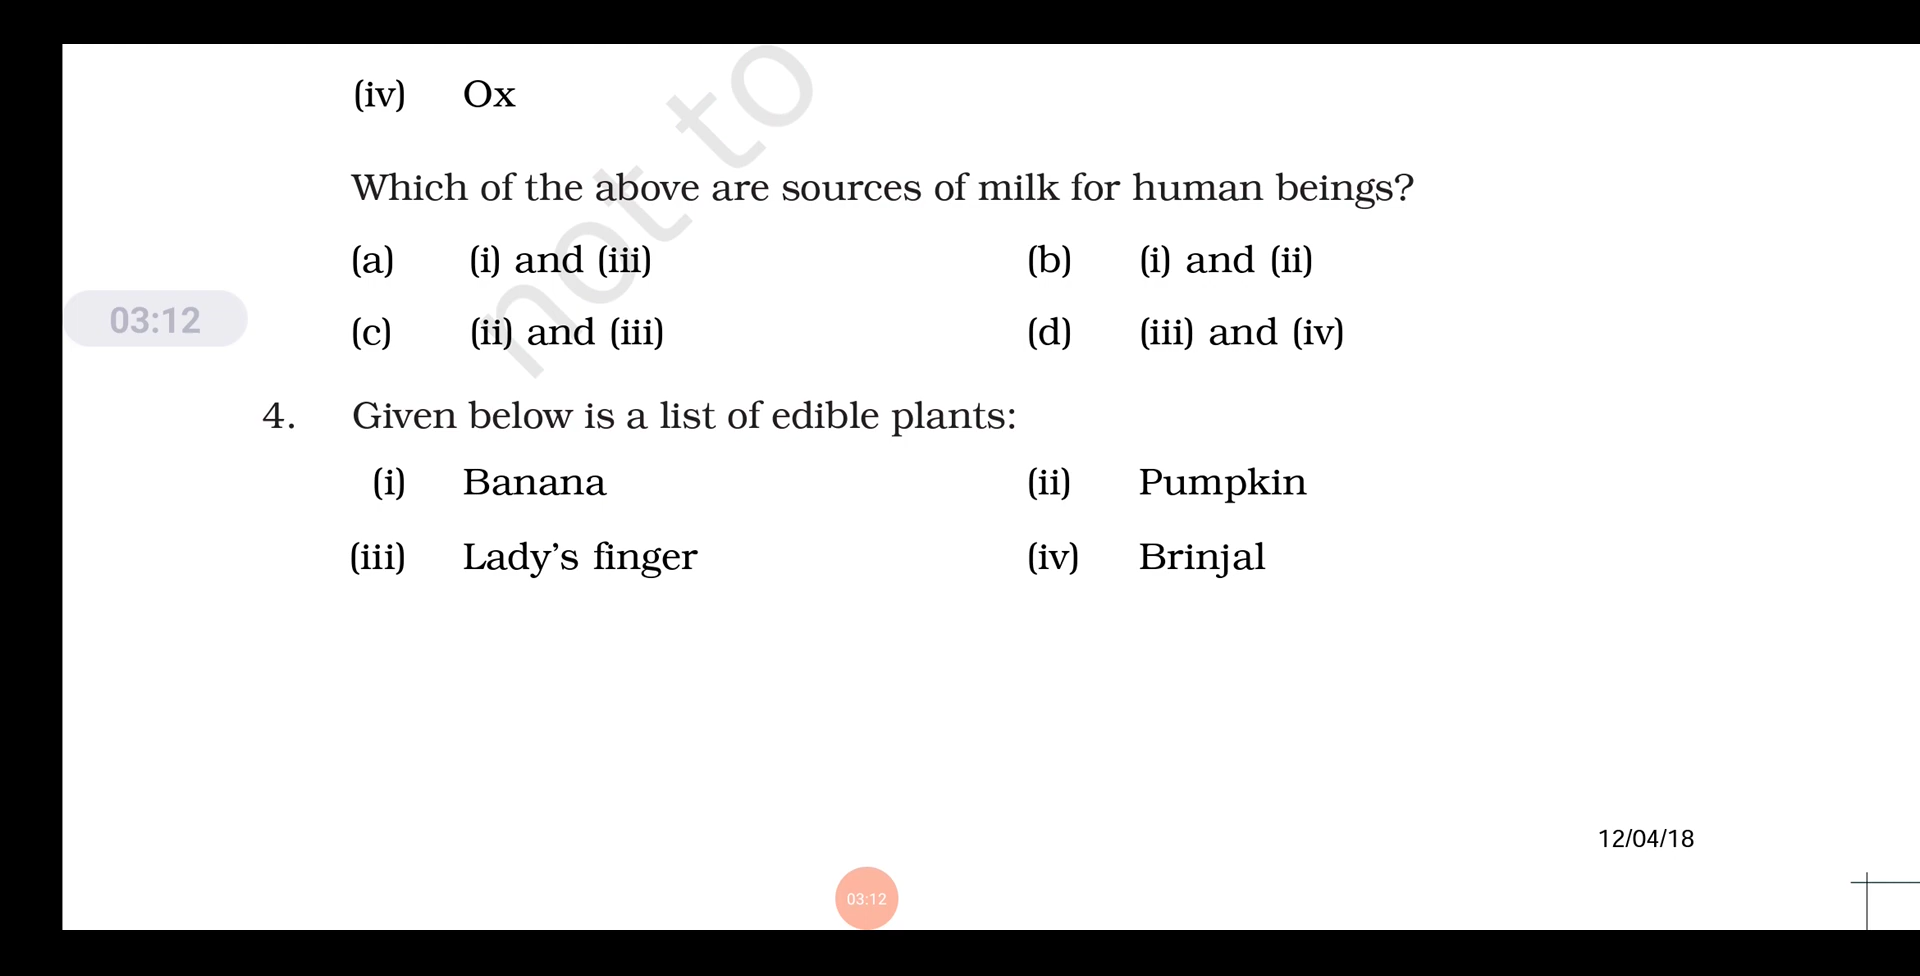 (iv) Ox
not to
Which of the above are sources of milk for human beings?
(a) (i) and (iii) (b) (i) and (ii)
03:12
(c) (ii) and (iii) (d) (iii) and (iv)
4. Given below is a list of edible plants:
(i) Banana (ii) Pumpkin
(iii) Lady’s finger (iv) Brinjal
12/04/18
03:12